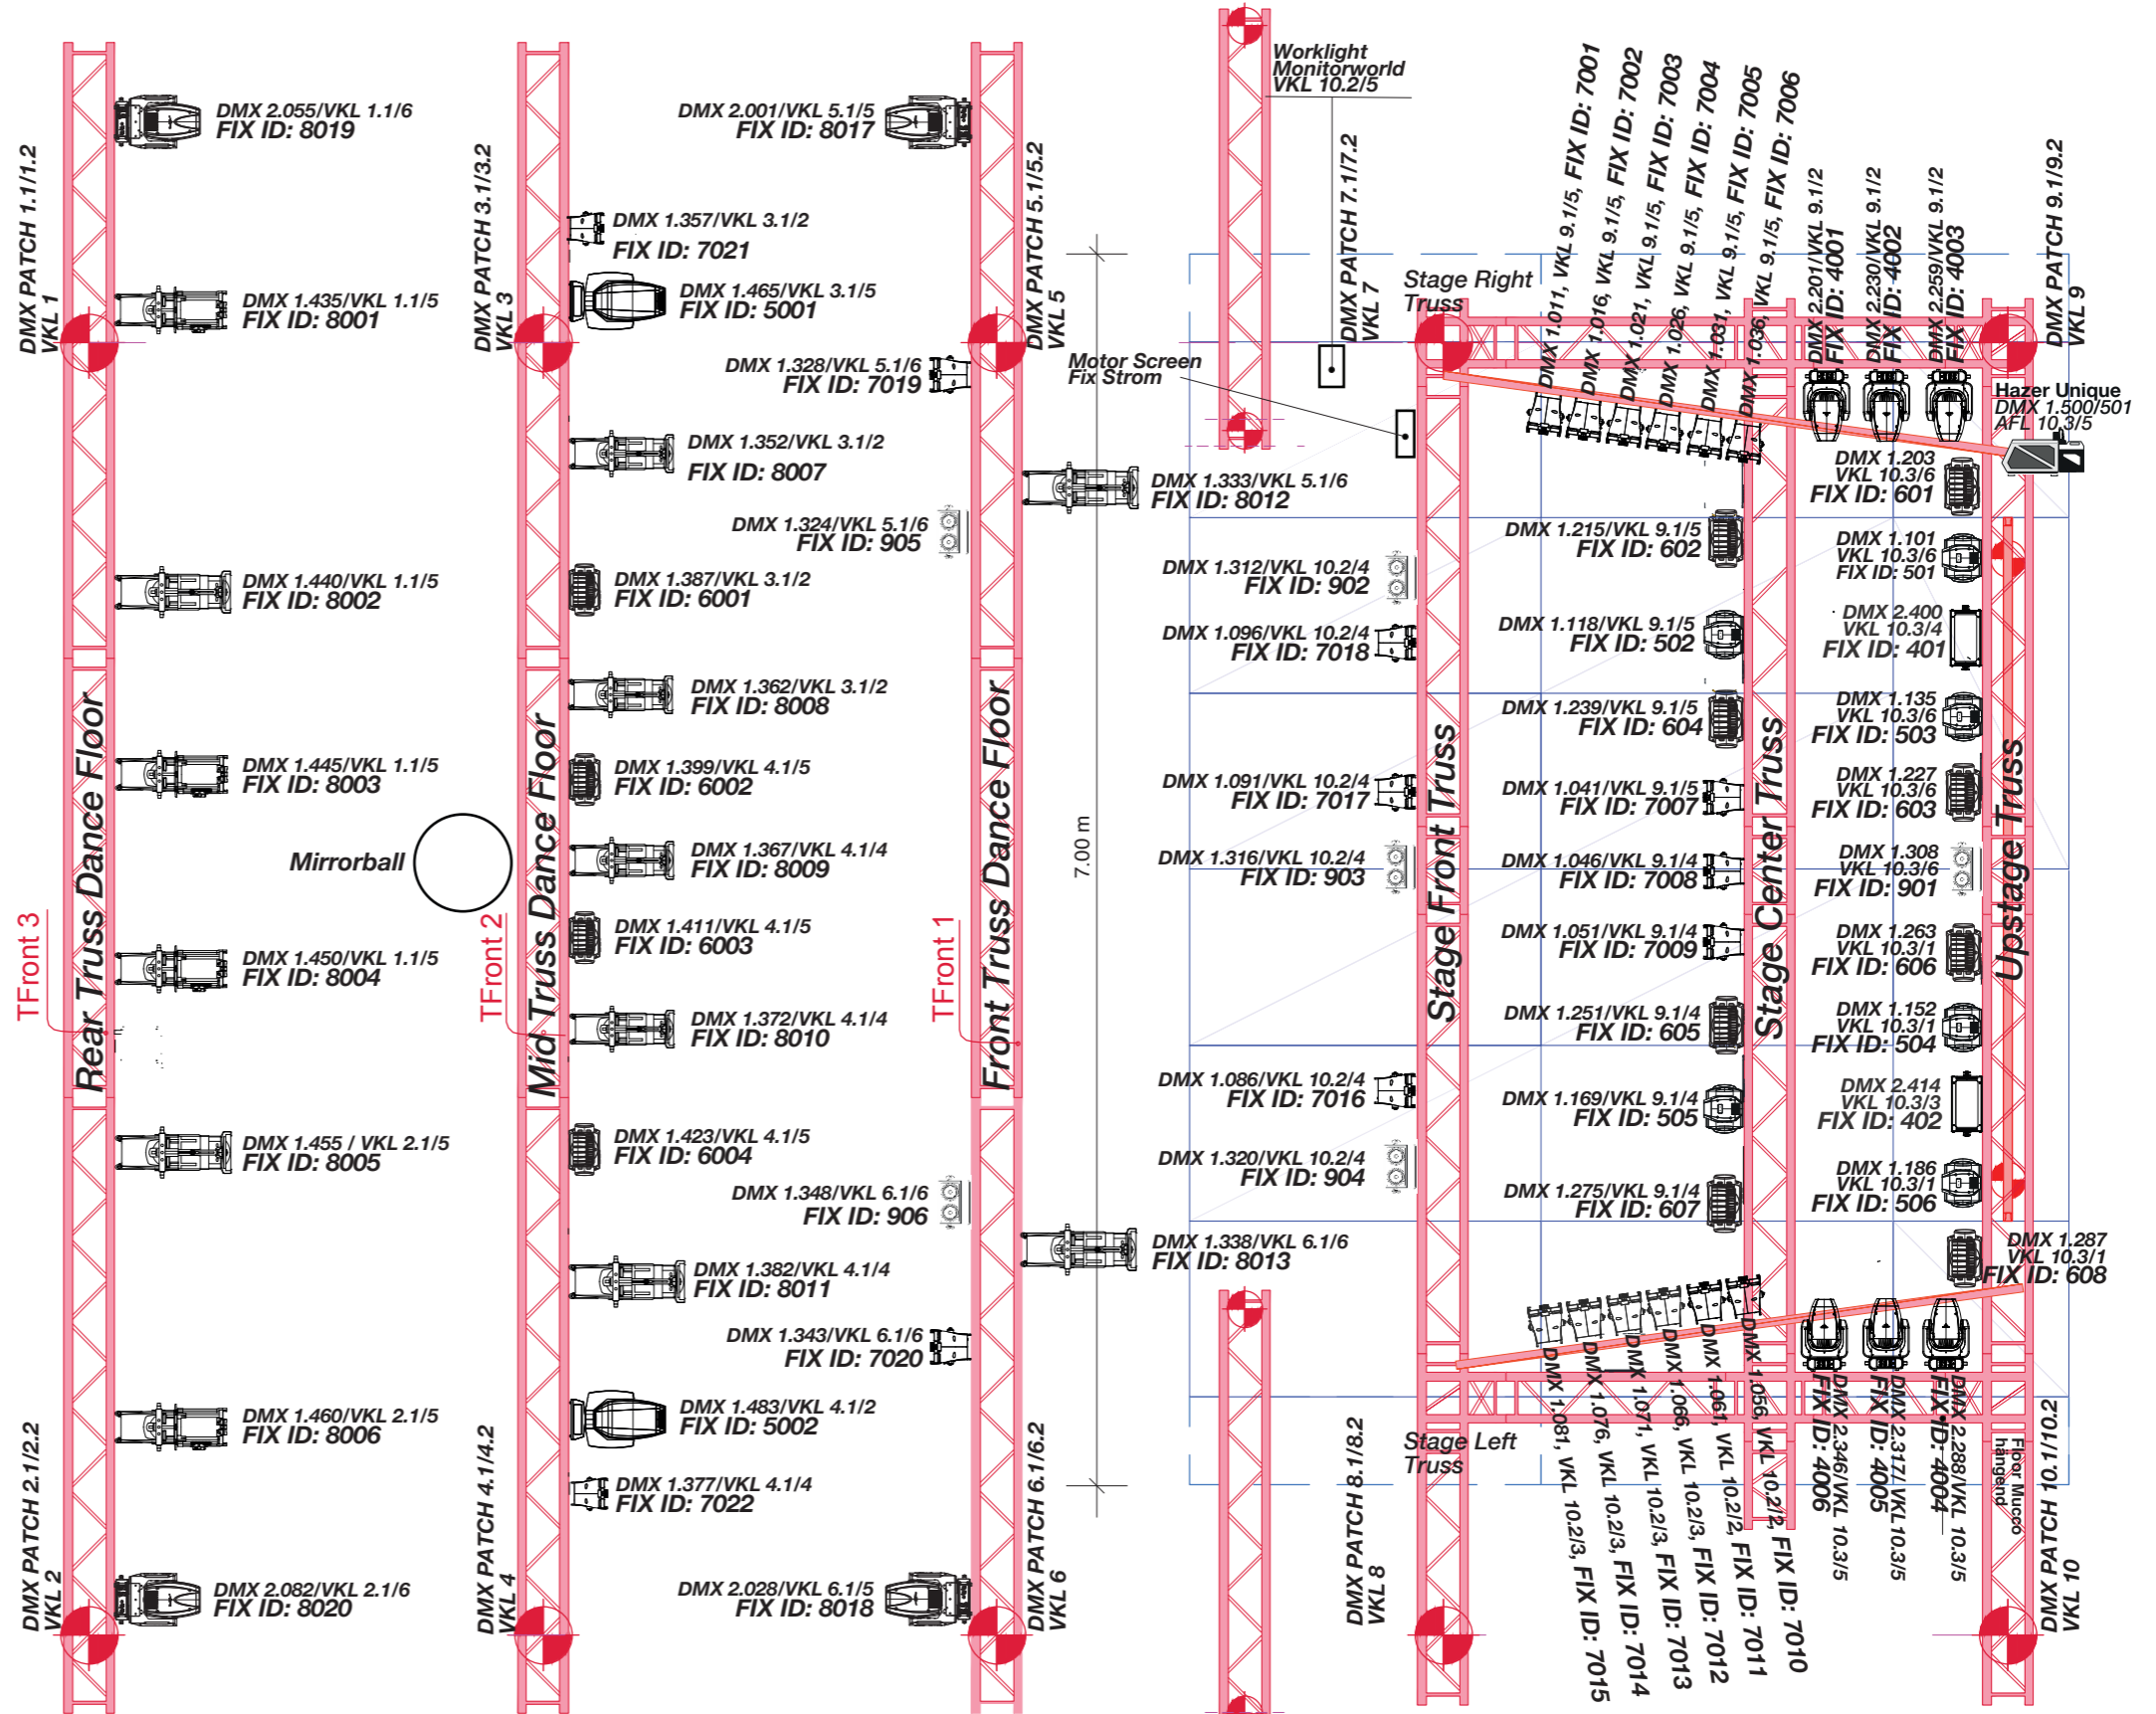 DMX PATCH 1.1/1.2
VKL 1
DMX 2.055/VKL 1.1/6
FIX ID: 8019
DMX 1.435/VKL 1.1/5
FIX ID: 8001
DMX 1.440/VKL 1.1/5
FIX ID: 8002
DMX 1.445/VKL 1.1/5
FIX ID: 8003
Rear Truss Dance Floor
TFront 3
Mirrorball
DMX 1.450/VKL 1.1/5
FIX ID: 8004
DMX 1.455 / VKL 2.1/5
FIX ID: 8005
DMX 1.460/VKL 2.1/5
FIX ID: 8006
DMX PATCH 2.1/2.2
VKL 2
DMX 2.082/VKL 2.1/6
FIX ID: 8020
DMX PATCH 3.1/3.2
VKL 3
DMX 1.357/VKL 3.1/2
FIX ID: 7021
DMX 1.465/VKL 3.1/5
FIX ID: 5001
DMX 1.352/VKL 3.1/2
FIX ID: 8007
DMX 1.387/VKL 3.1/2
FIX ID: 6001
DMX 1.362/VKL 3.1/2
FIX ID: 8008
DMX 1.399/VKL 4.1/5
FIX ID: 6002
Mid Truss Dance Floor
TFront 2
DMX 1.367/VKL 4.1/4
FIX ID: 8009
DMX 1.411/VKL 4.1/5
FIX ID: 6003
DMX 1.372/VKL 4.1/4
FIX ID: 8010
DMX 1.423/VKL 4.1/5
FIX ID: 6004
DMX 1.382/VKL 4.1/4
FIX ID: 8011
DMX 1.483/VKL 4.1/2
FIX ID: 5002
DMX 1.377/VKL 4.1/4
FIX ID: 7022
DMX PATCH 4.1/4.2
VKL 4
DMX 2.001/VKL 5.1/5
FIX ID: 8017
DMX PATCH 5.1/5.2
VKL 5
DMX 1.328/VKL 5.1/6
FIX ID: 7019
DMX 1.333/VKL 5.1/6
FIX ID: 8012
DMX 1.324/VKL 5.1/6
FIX ID: 905
Front Truss Dance Floor
TFront 1
7.00 m
DMX 1.348/VKL 6.1/6
FIX ID: 906
DMX 1.338/VKL 6.1/6
FIX ID: 8013
DMX 1.343/VKL 6.1/6
FIX ID: 7020
DMX 2.028/VKL 6.1/5
FIX ID: 8018
DMX PATCH 6.1/6.2
VKL 6
Worklight
Monitorworld
VKL 10.2/5
DMX PATCH 7.1/7.2
VKL 7
Motor Screen
Fix Strom
Stage Right
Truss
DMX 1.011, VKL 9.1/5, FIX ID: 7001
DMX 1.016, VKL 9.1/5, FIX ID: 7002
DMX 1.021, VKL 9.1/5, FIX ID: 7003
DMX 1.026, VKL 9.1/5, FIX ID: 7004
DMX 1.031, VKL 9.1/5, FIX ID: 7005
DMX 1.036, VKL 9.1/5, FIX ID: 7006
DMX 2.201/VKL 9.1/2
FIX ID: 4001
DMX 2.230/VKL 9.1/2
FIX ID: 4002
DMX 2.259/VKL 9.1/2
FIX ID: 4003
DMX PATCH 9.1/9.2
VKL 9
Hazer Unique
DMX 1.500/501
AFL 10.3/5
DMX 1.312/VKL 10.2/4
FIX ID: 902
DMX 1.096/VKL 10.2/4
FIX ID: 7018
DMX 1.091/VKL 10.2/4
FIX ID: 7017
DMX 1.316/VKL 10.2/4
FIX ID: 903
DMX 1.086/VKL 10.2/4
FIX ID: 7016
DMX 1.320/VKL 10.2/4
FIX ID: 904
Stage Front Truss
DMX 1.215/VKL 9.1/5
FIX ID: 602
DMX 1.118/VKL 9.1/5
FIX ID: 502
DMX 1.239/VKL 9.1/5
FIX ID: 604
DMX 1.041/VKL 9.1/5
FIX ID: 7007
DMX 1.046/VKL 9.1/4
FIX ID: 7008
DMX 1.051/VKL 9.1/4
FIX ID: 7009
DMX 1.251/VKL 9.1/4
FIX ID: 605
DMX 1.169/VKL 9.1/4
FIX ID: 505
DMX 1.275/VKL 9.1/4
FIX ID: 607
Stage Center Truss
DMX 1.203
VKL 10.3/6
FIX ID: 601
DMX 1.101
VKL 10.3/6
FIX ID: 501
DMX 2.400
VKL 10.3/4
FIX ID: 401
DMX 1.135
VKL 10.3/6
FIX ID: 503
DMX 1.227
VKL 10.3/6
FIX ID: 603
DMX 1.308
VKL 10.3/6
FIX ID: 901
DMX 1.263
VKL 10.3/1
FIX ID: 606
DMX 1.152
VKL 10.3/1
FIX ID: 504
DMX 2.414
VKL 10.3/3
FIX ID: 402
DMX 1.186
VKL 10.3/1
FIX ID: 506
DMX 1.287
VKL 10.3/1
FIX ID: 608
Upstage Truss
Stage Left
Truss
DMX PATCH 8.1/8.2
VKL 8
DMX 1.081, VKL 10.2/3, FIX ID: 7015
DMX 1.076, VKL 10.2/3, FIX ID: 7014
DMX 1.071, VKL 10.2/3, FIX ID: 7013
DMX 1.066, VKL 10.2/3, FIX ID: 7012
DMX 1.061, VKL 10.2/2, FIX ID: 7011
DMX 1.056, VKL 10.2/2, FIX ID: 7010
DMX 2.346/VKL 10.3/5
FIX ID: 4006
DMX 2.317/VKL 10.3/5
FIX ID: 4005
DMX 2.288/VKL 10.3/5
FIX ID: 4004
Floor Mucco
hängend
DMX PATCH 10.1/10.2
VKL 10